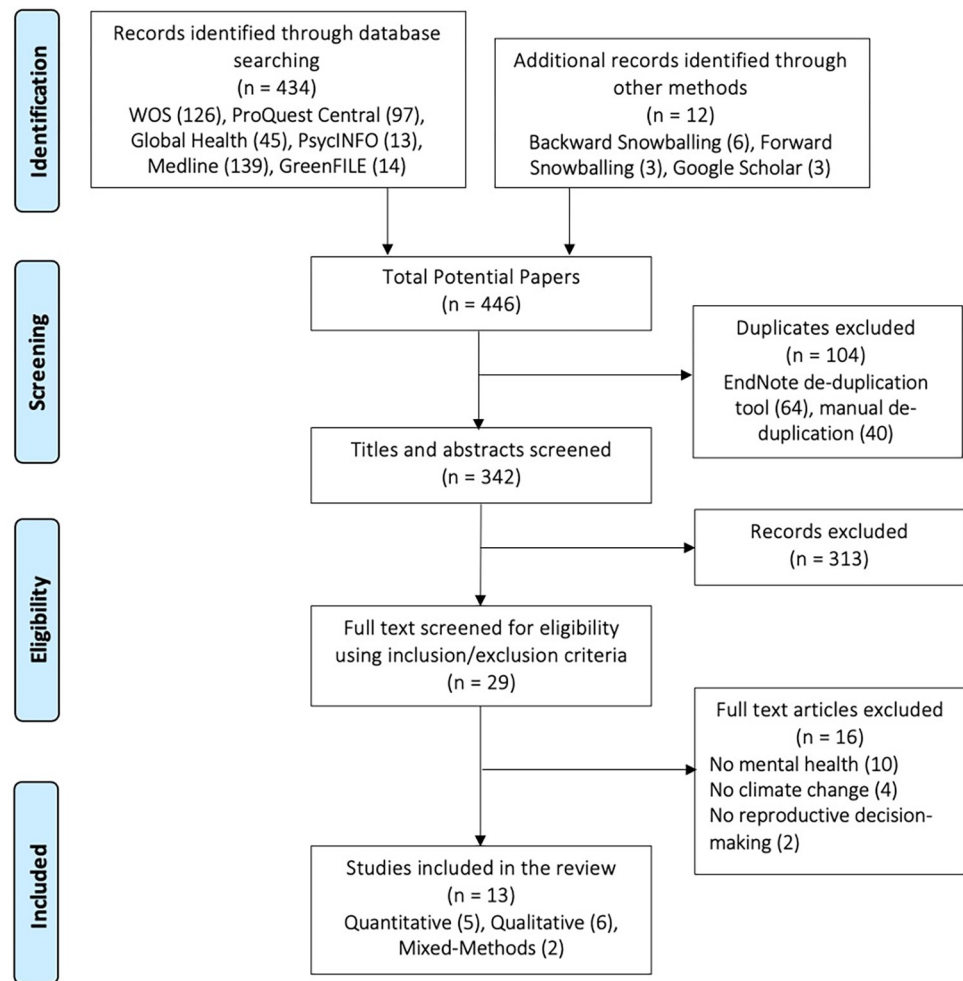 Identification
Records identified through database
searching
(n = 434)
WOS (126), ProQuest Central (97),
Global Health (45), PsycINFO (13),
Medline (139), GreenFILE (14)
Additional records identified through
other methods
(n = 12)
Backward Snowballing (6), Forward
Snowballing (3), Google Scholar (3)
Screening
Total Potential Papers
(n = 446)
Duplicates excluded
(n = 104)
EndNote de-duplication
tool (64), manual de-
duplication (40)
Titles and abstracts screened
(n = 342)
Eligibility
Records excluded
(n = 313)
Full text screened for eligibility
using inclusion/exclusion criteria
(n = 29)
Full text articles excluded
(n = 16)
No mental health (10)
No climate change (4)
No reproductive decision-
making (2)
Included
Studies included in the review
(n = 13)
Quantitative (5), Qualitative (6),
Mixed-Methods (2)